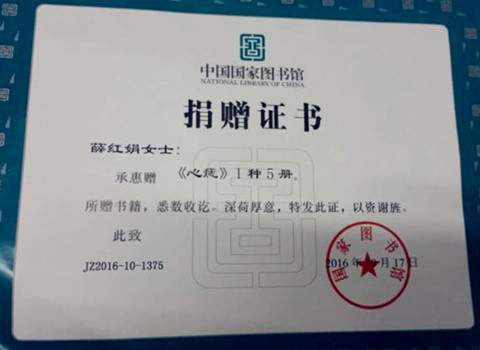 中国国家图书馆
NATIONAL LIBRARY OF CHINA
捐赠证书
薛红娟女士：
承惠赠 《心》1种5册。
所赠书籍，悉数收讫。深荷厚意，特发此证，以资谢旌。
此致
JZ2016-10-1375
国家图书馆
2016年 月17日